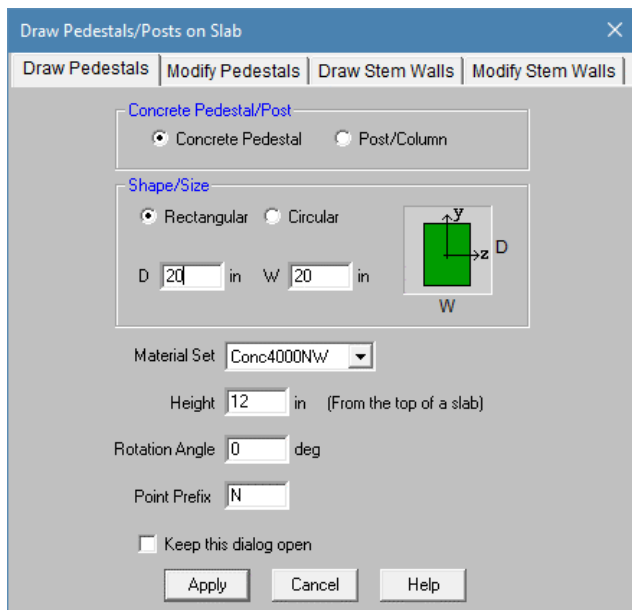 Draw Pedestals/Posts on Slab
Draw Pedestals Modify Pedestals Draw Stem Walls Modify Stem Walls
Concrete Pedestal/Post
Concrete Pedestal Post/Column
Shape/Size
Rectangular Circular
y
z D
D 20 in W 20 in
W
Material Set Conc4000NW
Height 12 in (From the top of a slab)
Rotation Angle 0 deg
Point Prefix N
Keep this dialog open
Apply Cancel Help